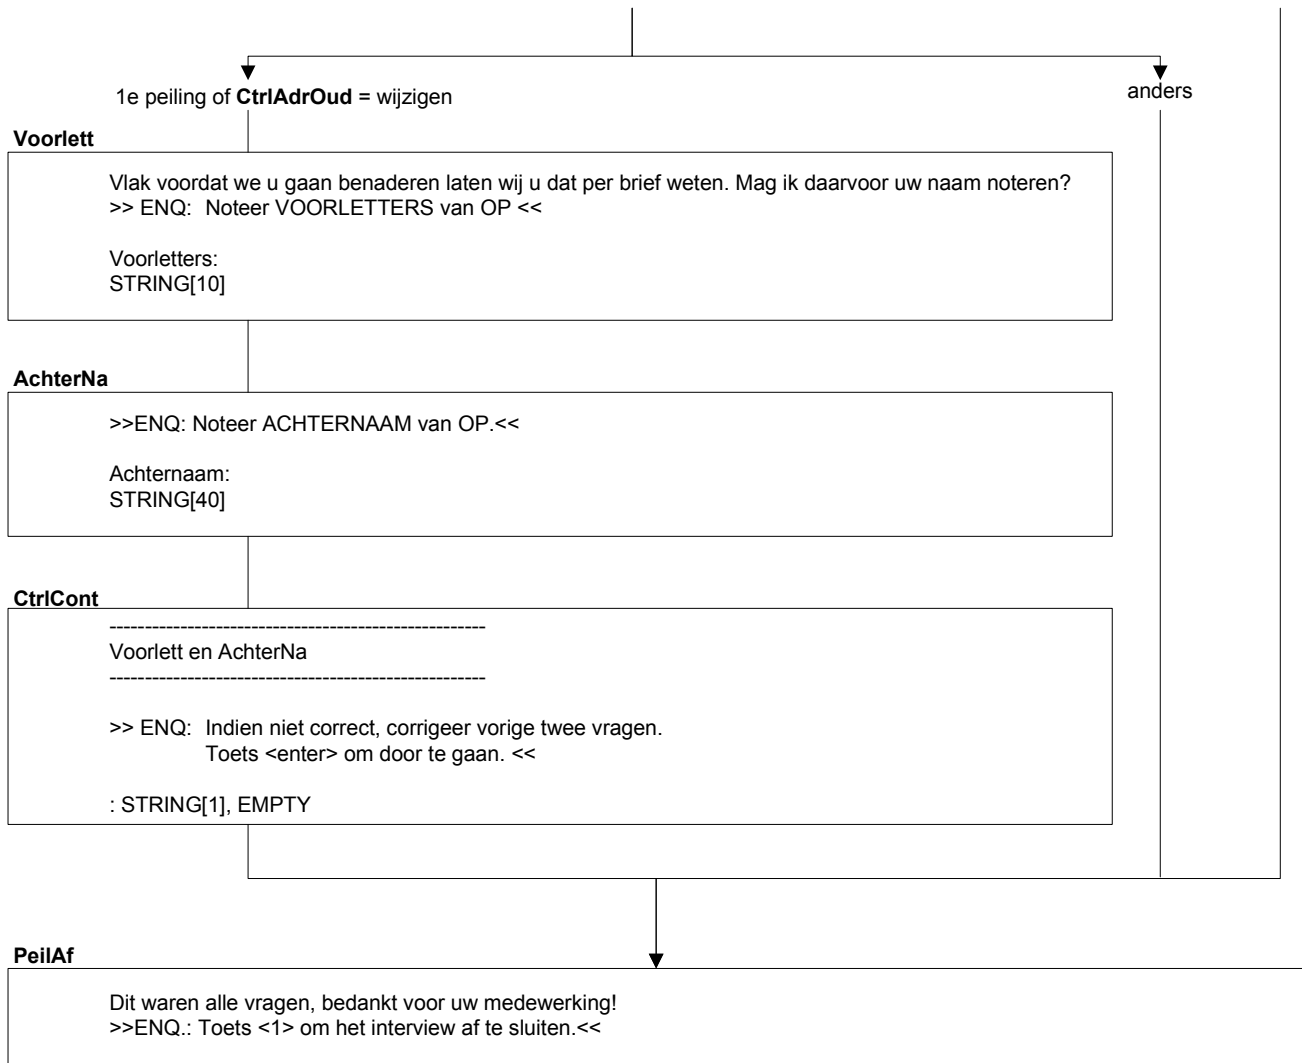 1e peiling of CtrlAdrOud = wijzigen
anders
Voorlett
Vlak voordat we u gaan benaderen laten wij u dat per brief weten. Mag ik daarvoor uw naam noteren?
>> ENQ: Noteer VOORLETTERS van OP <<
Voorletters:
STRING[10]
AchterNa
>>ENQ: Noteer ACHTERNAAM van OP.<<
Achternaam:
STRING[40]
CtrlCont
-----------------------------------------------------
Voorlett en AchterNa
-----------------------------------------------------
>> ENQ: Indien niet correct, corrigeer vorige twee vragen.
Toets <enter> om door te gaan. <<
: STRING[1], EMPTY
PeilAf
Dit waren alle vragen, bedankt voor uw medewerking!
>>ENQ.: Toets <1> om het interview af te sluiten.<<